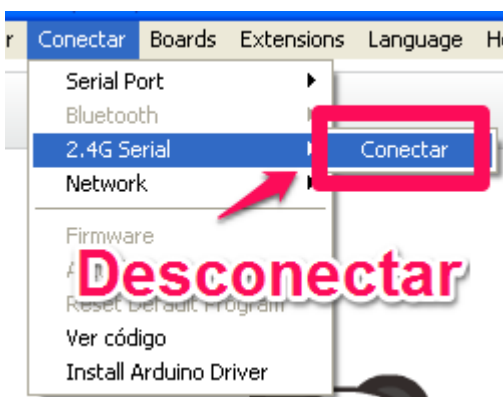 r Conectar Boards Extensions Language H
Serial Port
Bluetooth
2.4G Serial Conectar
Network
Firmware
Desconectar
Reset Default Program
Ver código
Install Arduino Driver